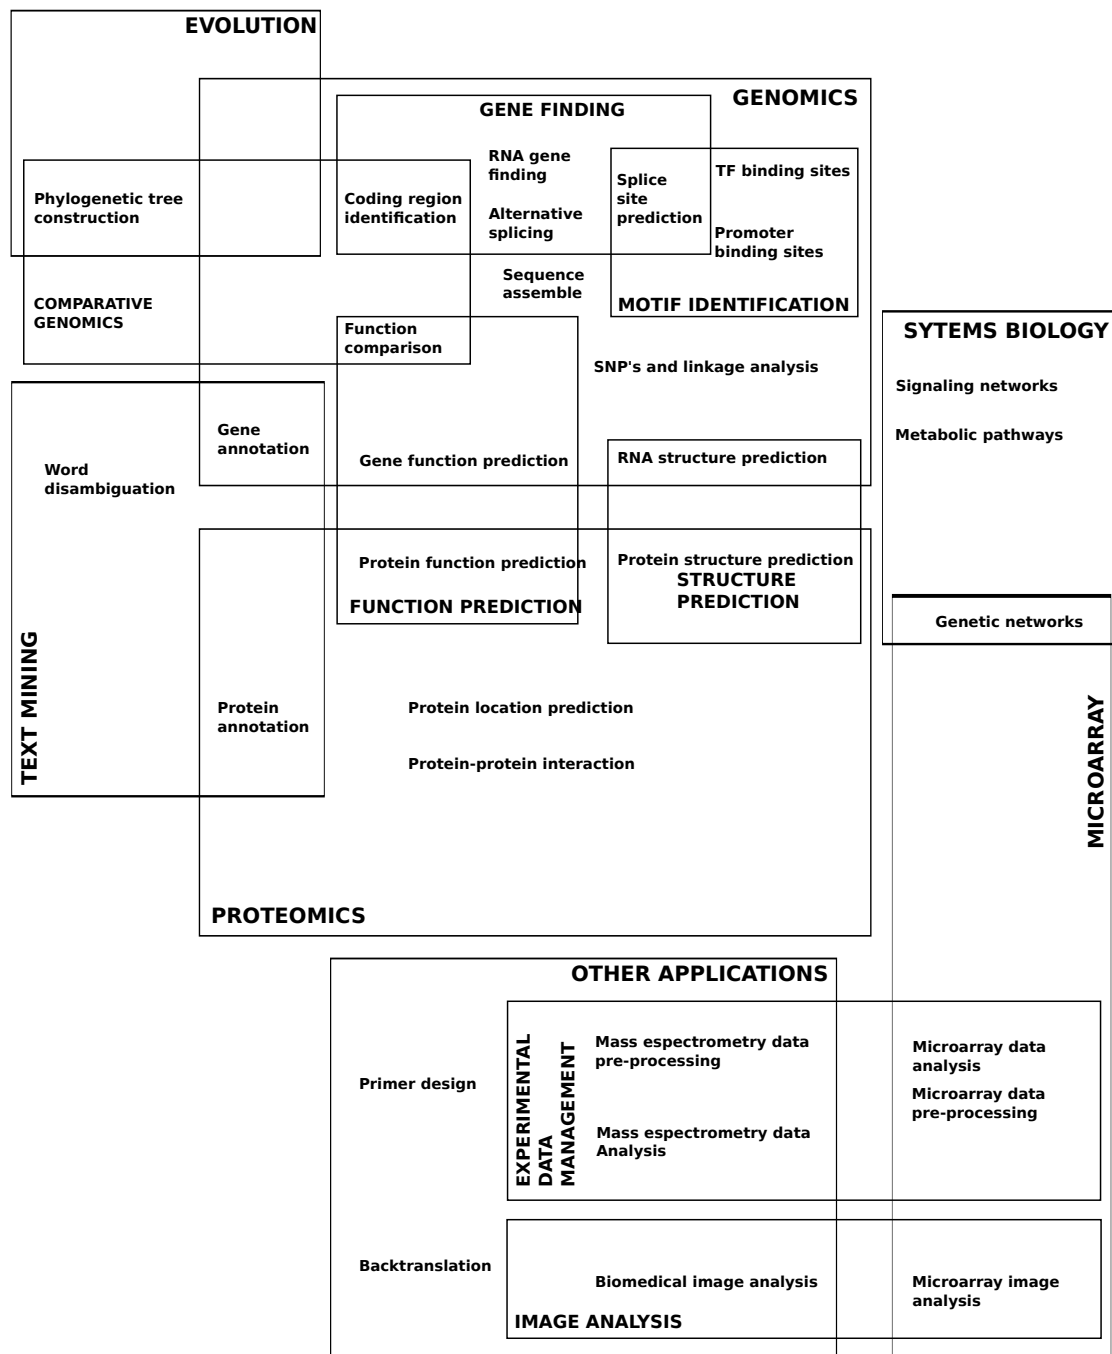 EVOLUTION
GENOMICS
GENE FINDING
RNA gene
finding
Alternative
splicing
Splice
site
prediction
TF binding sites
Promoter
binding sites
Phylogenetic tree
construction
Coding region
identification
Sequence
assemble
MOTIF IDENTIFICATION
COMPARATIVE
GENOMICS
Function
comparison
SNP's and linkage analysis
SYTEMS BIOLOGY
Signaling networks
Metabolic pathways
Gene
annotation
Word
disambiguation
Gene function prediction
RNA structure prediction
Protein function prediction
FUNCTION PREDICTION
Protein structure prediction
STRUCTURE
PREDICTION
Genetic networks
TEXT MINING
Protein
annotation
Protein location prediction
Protein-protein interaction
MICROARRAY
PROTEOMICS
OTHER APPLICATIONS
EXPERIMENTAL
DATA
MANAGEMENT
Mass espectrometry data
pre-processing
Microarray data
analysis
Microarray data
pre-processing
Primer design
Mass espectrometry data
Analysis
Backtranslation
Biomedical image analysis
Microarray image
analysis
IMAGE ANALYSIS